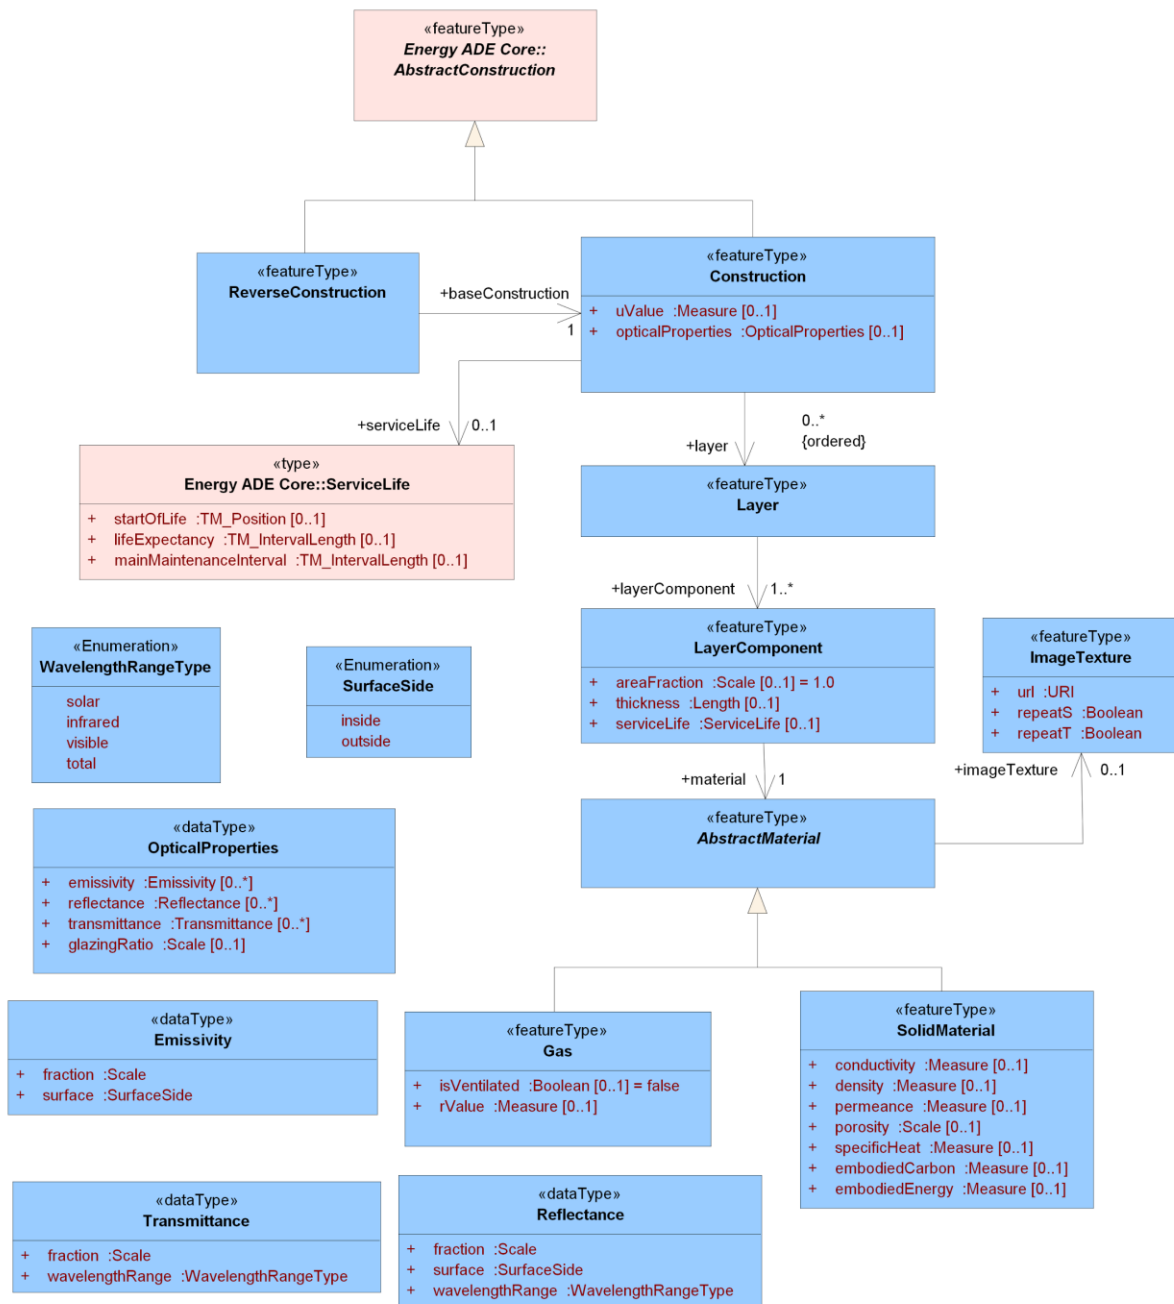 «featureType»
Energy ADE Core::
AbstractConstruction
«featureType»
ReverseConstruction
+baseConstruction
1
«featureType»
Construction
+ uValue :Measure [0..1]
+ opticalProperties :OpticalProperties [0..1]
+serviceLife
0..1
+layer
0..*
{ordered}
«type»
Energy ADE Core::ServiceLife
+ startOfLife :TM_Position [0..1]
+ lifeExpectancy :TM_IntervalLength [0..1]
+ mainMaintenanceInterval :TM_IntervalLength [0..1]
«featureType»
Layer
+layerComponent
1..*
«Enumeration»
WavelengthRangeType
solar
infrared
visible
total
«Enumeration»
SurfaceSide
inside
outside
«featureType»
LayerComponent
+ areaFraction :Scale [0..1] = 1.0
+ thickness :Length [0..1]
+ serviceLife :ServiceLife [0..1]
«featureType»
ImageTexture
+ url :URI
+ repeatS :Boolean
+ repeatT :Boolean
+material
1
+imageTexture
0..1
«featureType»
AbstractMaterial
«dataType»
OpticalProperties
+ emissivity :Emissivity [0..*]
+ reflectance :Reflectance [0..*]
+ transmittance :Transmittance [0..*]
+ glazingRatio :Scale [0..1]
«dataType»
Emissivity
+ fraction :Scale
+ surface :SurfaceSide
«featureType»
Gas
+ isVentilated :Boolean [0..1] = false
+ rValue :Measure [0..1]
«featureType»
SolidMaterial
+ conductivity :Measure [0..1]
+ density :Measure [0..1]
+ permeance :Measure [0..1]
+ porosity :Scale [0..1]
+ specificHeat :Measure [0..1]
+ embodiedCarbon :Measure [0..1]
+ embodiedEnergy :Measure [0..1]
«dataType»
Transmittance
+ fraction :Scale
+ wavelengthRange :WavelengthRangeType
«dataType»
Reflectance
+ fraction :Scale
+ surface :SurfaceSide
+ wavelengthRange :WavelengthRangeType